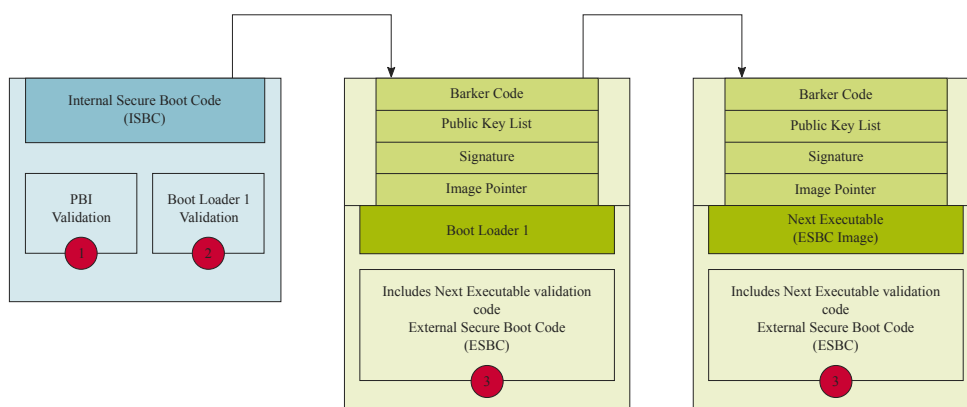 Internal Secure Boot Code
(ISBC)
PBI
Validation
1
Boot Loader 1
Validation
2
Barker Code
Public Key List
Signature
Image Pointer
Boot Loader 1
Includes Next Executable validation
code
External Secure Boot Code
(ESBC)
3
Barker Code
Public Key List
Signature
Image Pointer
Next Executable
(ESBC Image)
Includes Next Executable validation
code
External Secure Boot Code
(ESBC)
3